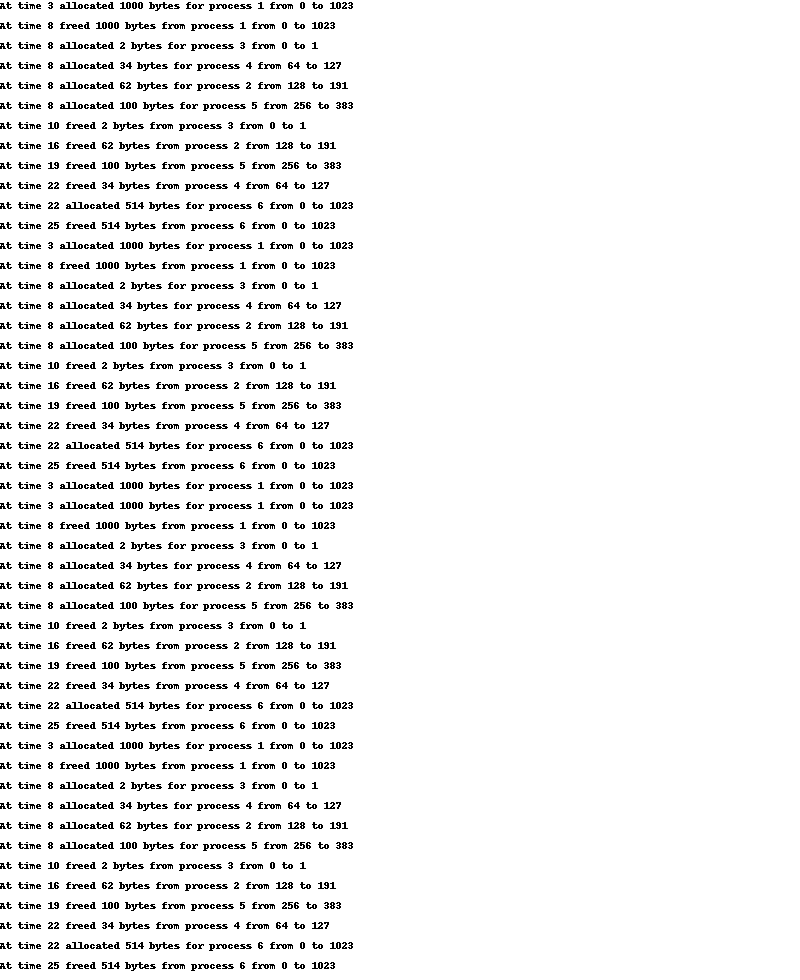 At time 3 allocated 1000 bytes for process 1 from 0 to 1023
At time 8 freed 1000 bytes from process 1 from 0 to 1023
At time 8 allocated 2 bytes for process 3 from 0 to 1
At time 8 allocated 34 bytes for process 4 from 64 to 127
At time 8 allocated 62 bytes for process 2 from 128 to 191
At time 8 allocated 100 bytes for process 5 from 256 to 383
At time 10 freed 2 bytes from process 3 from 0 to 1
At time 16 freed 62 bytes from process 2 from 128 to 191
At time 19 freed 100 bytes from process 5 from 256 to 383
At time 22 freed 34 bytes from process 4 from 64 to 127
At time 22 allocated 514 bytes for process 6 from 0 to 1023
At time 25 freed 514 bytes from process 6 from 0 to 1023
At time 3 allocated 1000 bytes for process 1 from 0 to 1023
At time 8 freed 1000 bytes from process 1 from 0 to 1023
At time 8 allocated 2 bytes for process 3 from 0 to 1
At time 8 allocated 34 bytes for process 4 from 64 to 127
At time 8 allocated 62 bytes for process 2 from 128 to 191
At time 8 allocated 100 bytes for process 5 from 256 to 383
At time 10 freed 2 bytes from process 3 from 0 to 1
At time 16 freed 62 bytes from process 2 from 128 to 191
At time 19 freed 100 bytes from process 5 from 256 to 383
At time 22 freed 34 bytes from process 4 from 64 to 127
At time 22 allocated 514 bytes for process 6 from 0 to 1023
At time 25 freed 514 bytes from process 6 from 0 to 1023
At time 3 allocated 1000 bytes for process 1 from 0 to 1023
At time 3 allocated 1000 bytes for process 1 from 0 to 1023
At time 8 freed 1000 bytes from process 1 from 0 to 1023
At time 8 allocated 2 bytes for process 3 from 0 to 1
At time 8 allocated 34 bytes for process 4 from 64 to 127
At time 8 allocated 62 bytes for process 2 from 128 to 191
At time 8 allocated 100 bytes for process 5 from 256 to 383
At time 10 freed 2 bytes from process 3 from 0 to 1
At time 16 freed 62 bytes from process 2 from 128 to 191
At time 19 freed 100 bytes from process 5 from 256 to 383
At time 22 freed 34 bytes from process 4 from 64 to 127
At time 22 allocated 514 bytes for process 6 from 0 to 1023
At time 25 freed 514 bytes from process 6 from 0 to 1023
At time 3 allocated 1000 bytes for process 1 from 0 to 1023
At time 8 freed 1000 bytes from process 1 from 0 to 1023
At time 8 allocated 2 bytes for process 3 from 0 to 1
At time 8 allocated 34 bytes for process 4 from 64 to 127
At time 8 allocated 62 bytes for process 2 from 128 to 191
At time 8 allocated 100 bytes for process 5 from 256 to 383
At time 10 freed 2 bytes from process 3 from 0 to 1
At time 16 freed 62 bytes from process 2 from 128 to 191
At time 19 freed 100 bytes from process 5 from 256 to 383
At time 22 freed 34 bytes from process 4 from 64 to 127
At time 22 allocated 514 bytes for process 6 from 0 to 1023
At time 25 freed 514 bytes from process 6 from 0 to 1023